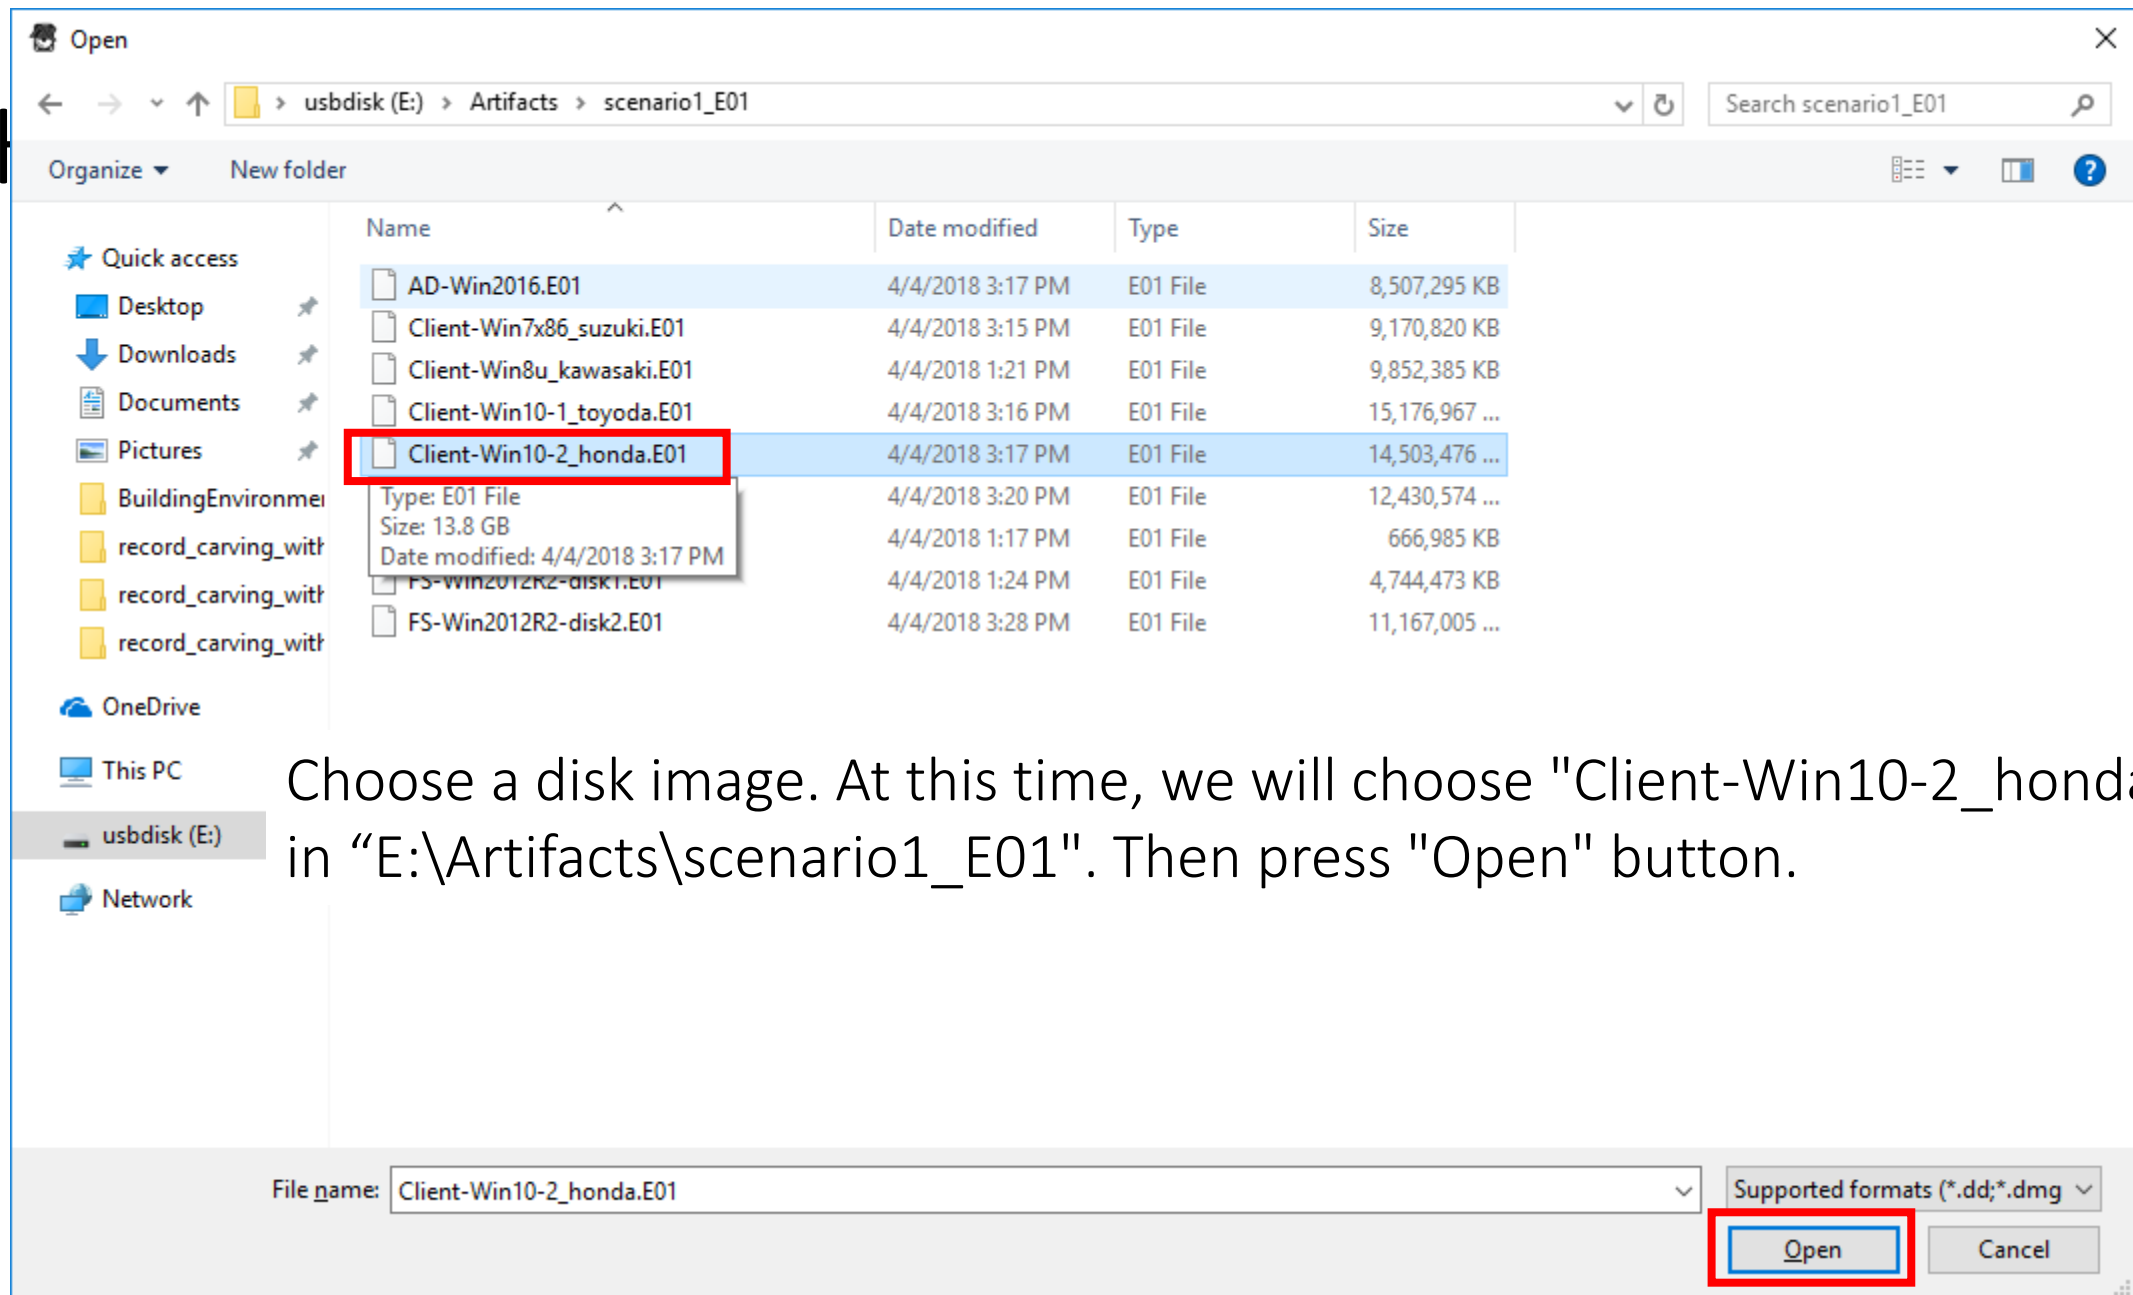 Open
usbdisk (E:) > Artifacts > scenario1_E01
Search scenario1_E01
Organize
New folder
Name
Date modified
Type
Size
Quick access
Desktop
Downloads
Documents
Pictures
BuildingEnvironme
record_carving_with
record_carving_with
record_carving_with
OneDrive
This PC
usbdisk (E:)
Network
AD-Win2016.E01 4/4/2018 3:17 PM E01 File 8,507,295 KB
Client-Win7x86_suzuki.E01 4/4/2018 3:15 PM E01 File 9,170,820 KB
Client-Win8u_kawasaki.E01 4/4/2018 1:21 PM E01 File 9,852,385 KB
Client-Win10-1_toyoda.E01 4/4/2018 3:16 PM E01 File 15,176,967 ...
Client-Win10-2_honda.E01 4/4/2018 3:17 PM E01 File 14,503,476 ...
4/4/2018 3:20 PM E01 File 12,430,574 ...
4/4/2018 1:17 PM E01 File 666,985 KB
FS-Win2012R2-disk1.E01 4/4/2018 1:24 PM E01 File 4,744,473 KB
FS-Win2012R2-disk2.E01 4/4/2018 3:28 PM E01 File 11,167,005 ...
Type: E01 File
Size: 13.8 GB
Date modified: 4/4/2018 3:17 PM
Choose a disk image. At this time, we will choose "Client-Win10-2_honda
in “E:\Artifacts\scenario1_E01". Then press "Open" button.
File name: Client-Win10-2_honda.E01
Supported formats (*.dd;*.dmg
Open
Cancel